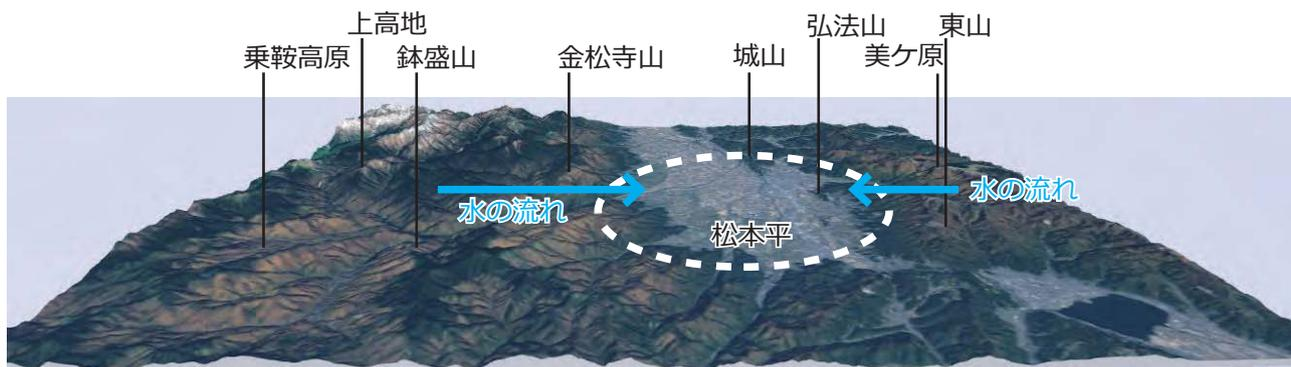 上高地
弘法山
東山
乗鞍高原
鉢盛山
金松寺山
城山
美ケ原
水の流れ
水の流れ
松本平